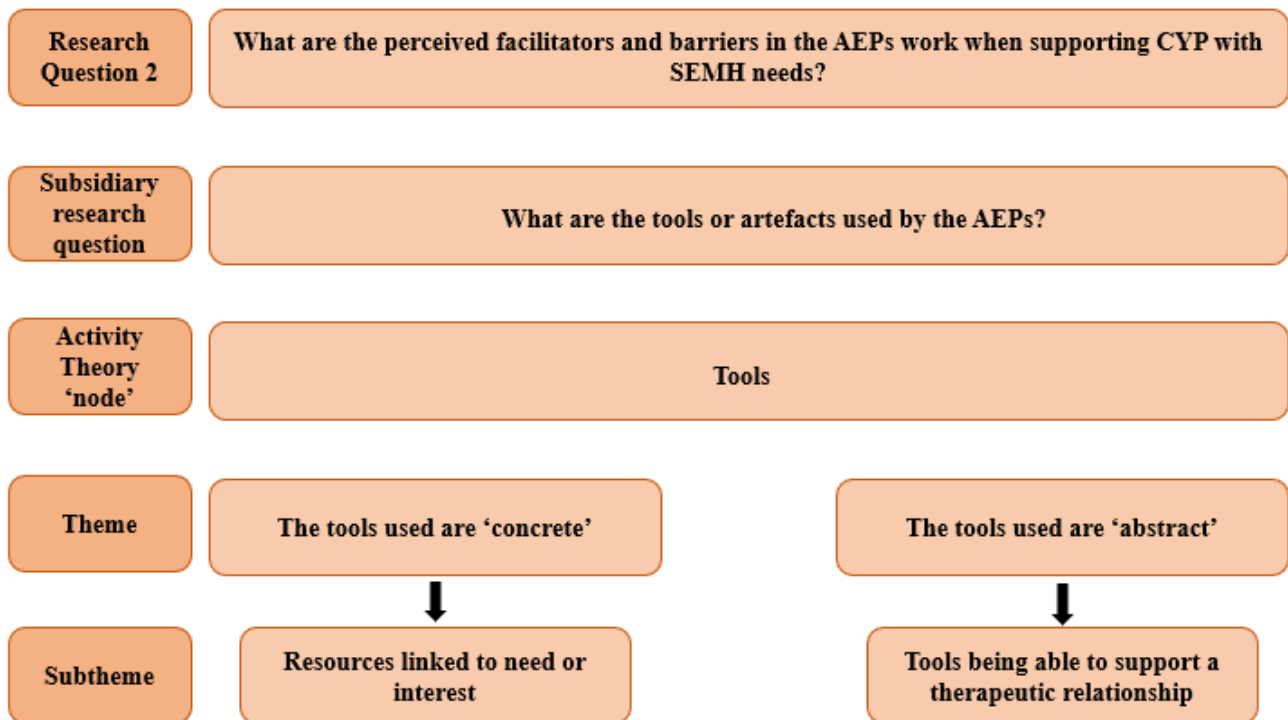 Research
Question 2
What are the perceived facilitators and barriers in the AEPs work when supporting CYP with
SEMH needs?
Subsidiary
research
question
What are the tools or artefacts used by the AEPs?
Activity
Theory
‘node’
Tools
Theme
The tools used are ‘concrete’
The tools used are ‘abstract’
Subtheme
Resources linked to need or
interest
Tools being able to support a
therapeutic relationship